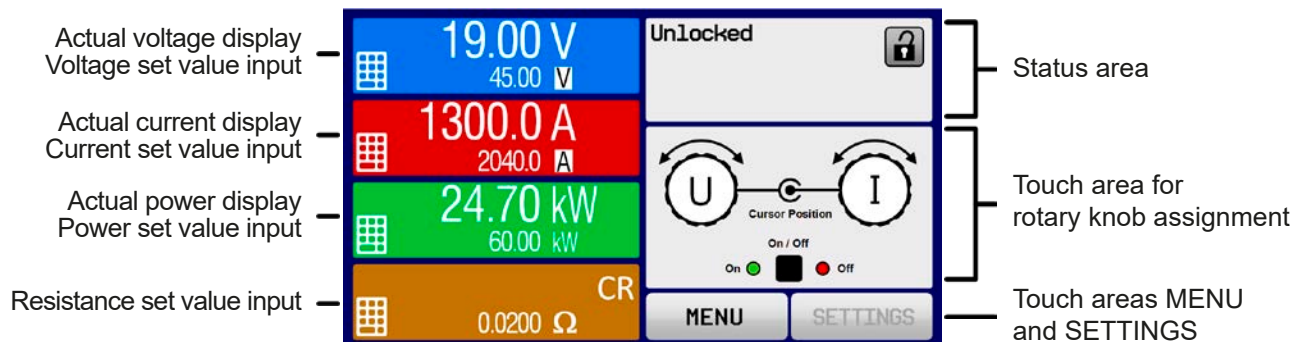 Actual voltage display
Voltage set value input
19.00 V
45.00 V
Unlocked
Status area
Actual current display
Current set value input
1300.0 A
2040.0 A
Actual power display
Power set value input
24.70 kW
60.00 kW
U
I
Cursor Position
On / Off
On
Off
Touch area for
rotary knob assignment
Resistance set value input
CR
0.0200 Ω
MENU
SETTINGS
Touch areas MENU
and SETTINGS